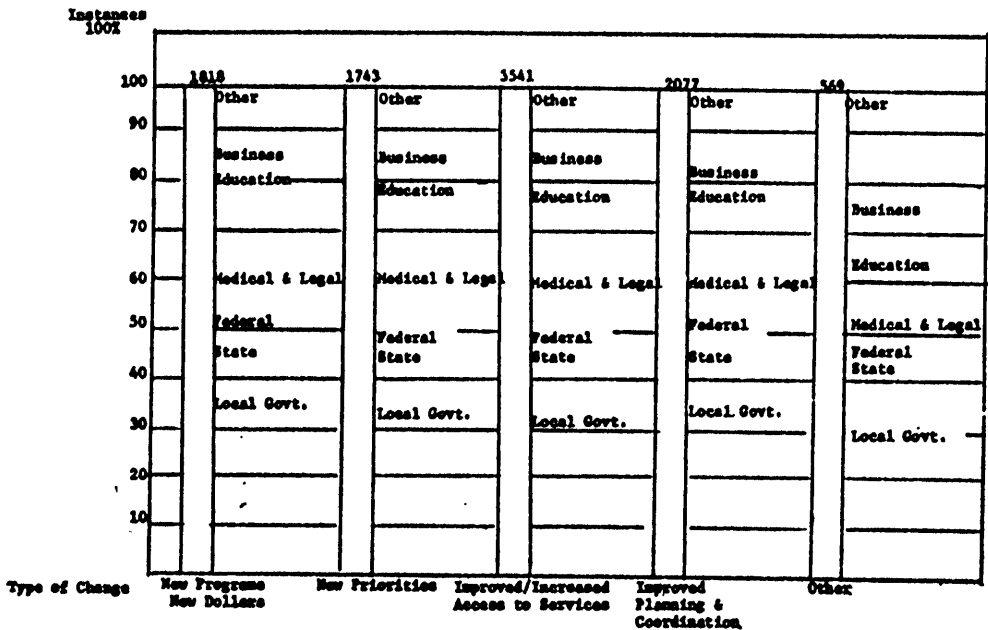 Instances
100%
100 1818 1743 3541 2077 569
Other Other Other Other Other
90
Business Business Business Business
80 Education Education Education Education
70 Business
60 Medical & Legal Medical & Legal Medical & Legal Medical & Legal Education
50 Federal Federal Federal Federal Medical & Legal
State State State State Federal
40 State
Local Govt. Local Govt. Local Govt. Local Govt. Local Govt.
30
20
10
Type of Change New Programs New Priorities Improved/Increased Improved Other
New Dollars Access to Services Planning &
Coordination